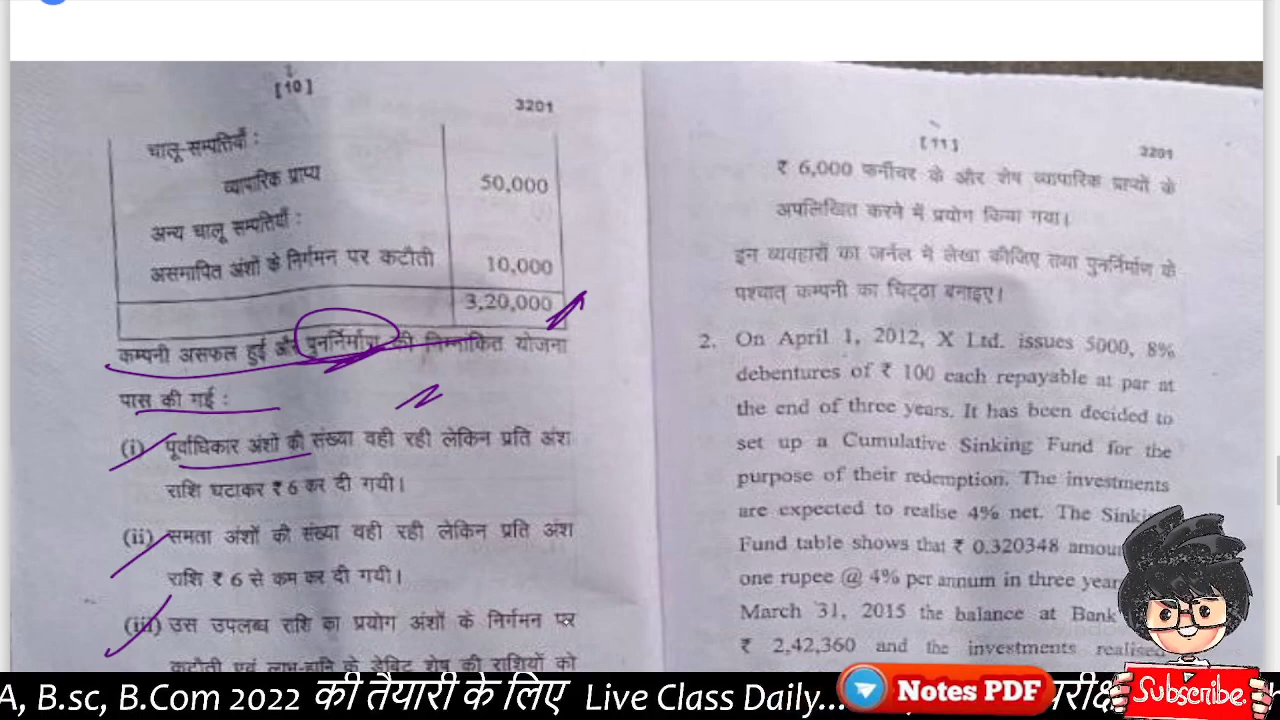 [10]
3201
चालू-सम्पत्तियाँ :
व्यापारिक प्राप्य 50,000
अन्य चालू सम्पत्तियाँ :
असमापित अंशों के निर्गमन पर कटौती 10,000
3,20,000
कम्पनी असफल हुई और पुनर्निर्माण की निम्नांकित योजना
पास की गई :
(i) पूर्वाधिकार अंशो की संख्या वही रही लेकिन प्रति अंश
राशि घटाकर ₹ 6 कर दी गयी।
(ii) समता अंशों की संख्या वही रही लेकिन प्रति अंश
राशि ₹ 6 से कम कर दी गयी।
(iii) उस उपलब्ध राशि का प्रयोग अंशों के निर्गमन पर
कटौती एवं लाभ-हानि के डेबिट शेष की राशियों को
[11]
3201
₹ 6,000 फर्नीचर के और शेष व्यापारिक प्राप्यों के
अपलिखित करने में प्रयोग किया गया।
इन व्यवहारों का जर्नल में लेखा कीजिए तथा पुनर्निर्माण के
पश्चात् कम्पनी का चिट्ठा बनाइए।
2. On April 1, 2012, X Ltd. issues 5000, 8%
debentures of ₹ 100 each repayable at par at
the end of three years. It has been decided to
set up a Cumulative Sinking Fund for the
purpose of their redemption. The investments
are expected to realise 4% net. The
Fund table shows that ₹ 0.320348
one rupee @ 4% per annum in three
March 31, 2015 the balance at Bank
₹ 2,42,360 and the investments
A, B.sc, B.Com 2022 की तैयारी के लिए Live Class Daily...
Notes PDF
Subscribe